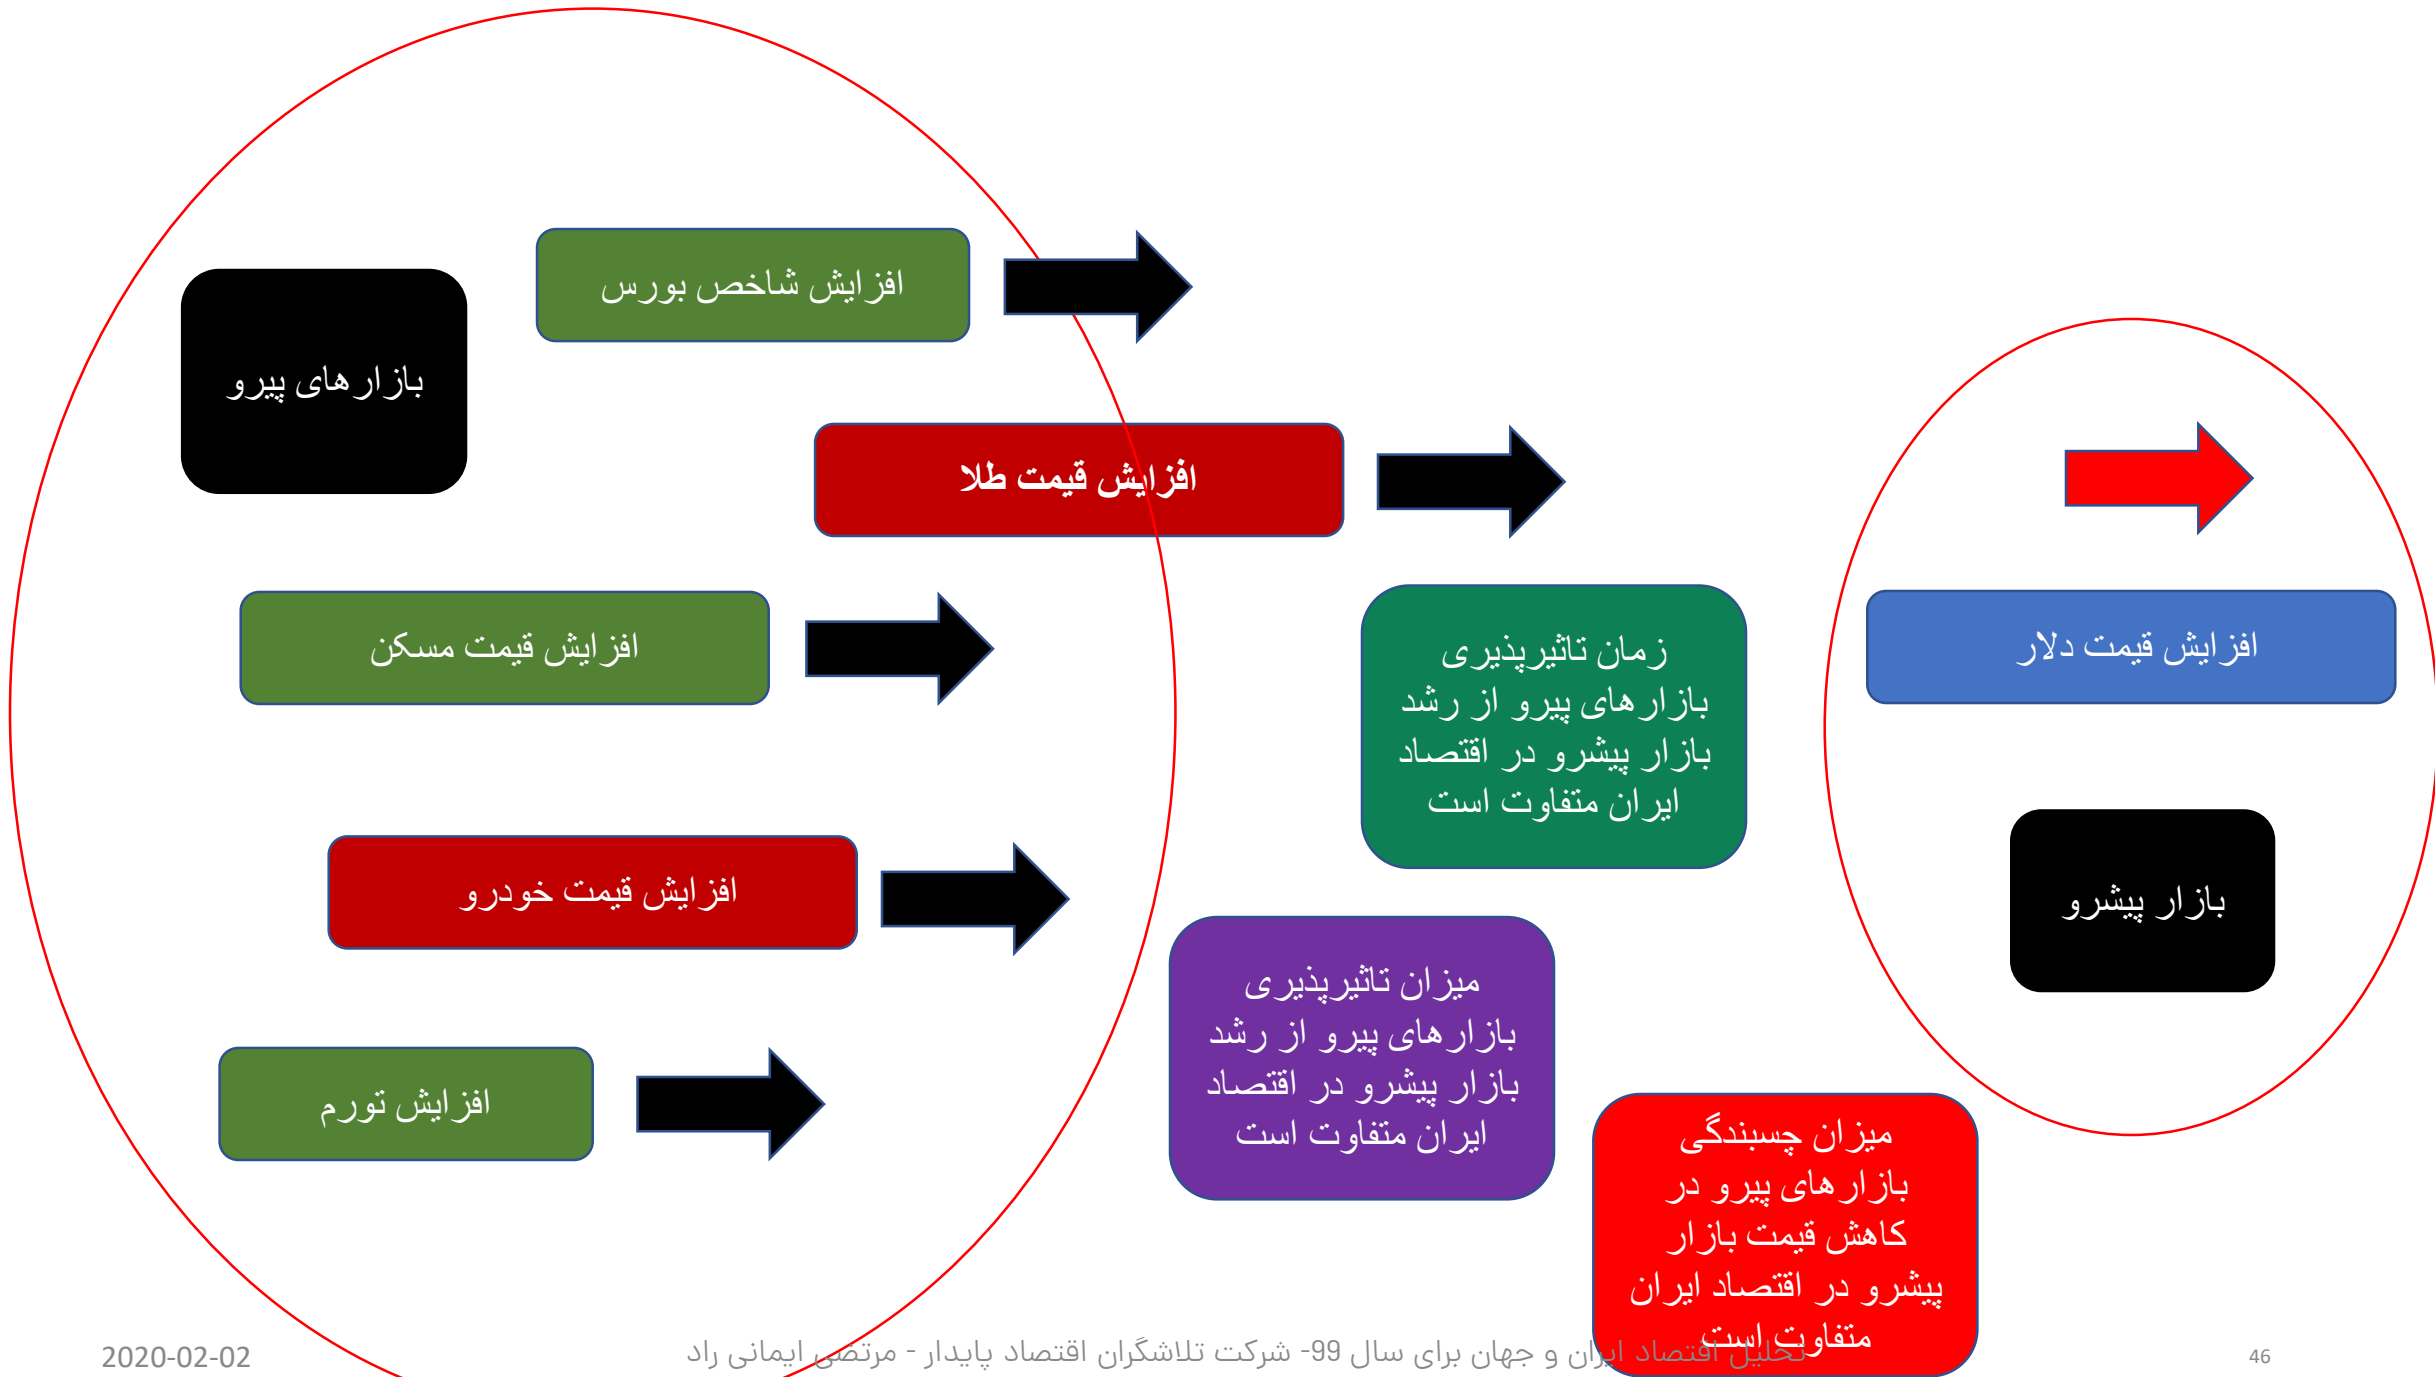 افزایش شاخص بورس
بازارهای پیرو
افزایش قیمت طلا
افزایش قیمت مسکن
زمان تاثیرپذیری
بازارهای پیرو از رشد
بازار پیشرو در اقتصاد
ایران متفاوت است
افزایش قیمت دلار
بازار پیشرو
افزایش قیمت خودرو
میزان تاثیرپذیری
بازارهای پیرو از رشد
بازار پیشرو در اقتصاد
ایران متفاوت است
افزایش تورم
میزان چسبندگی
بازارهای پیرو در
کاهش قیمت بازار
پیشرو در اقتصاد ایران
متفاوت است
2020-02-02
تحلیل اقتصاد ایران و جهان برای سال 99- شرکت تلاشگران اقتصاد پایدار - مرتضی ایمانی راد
46